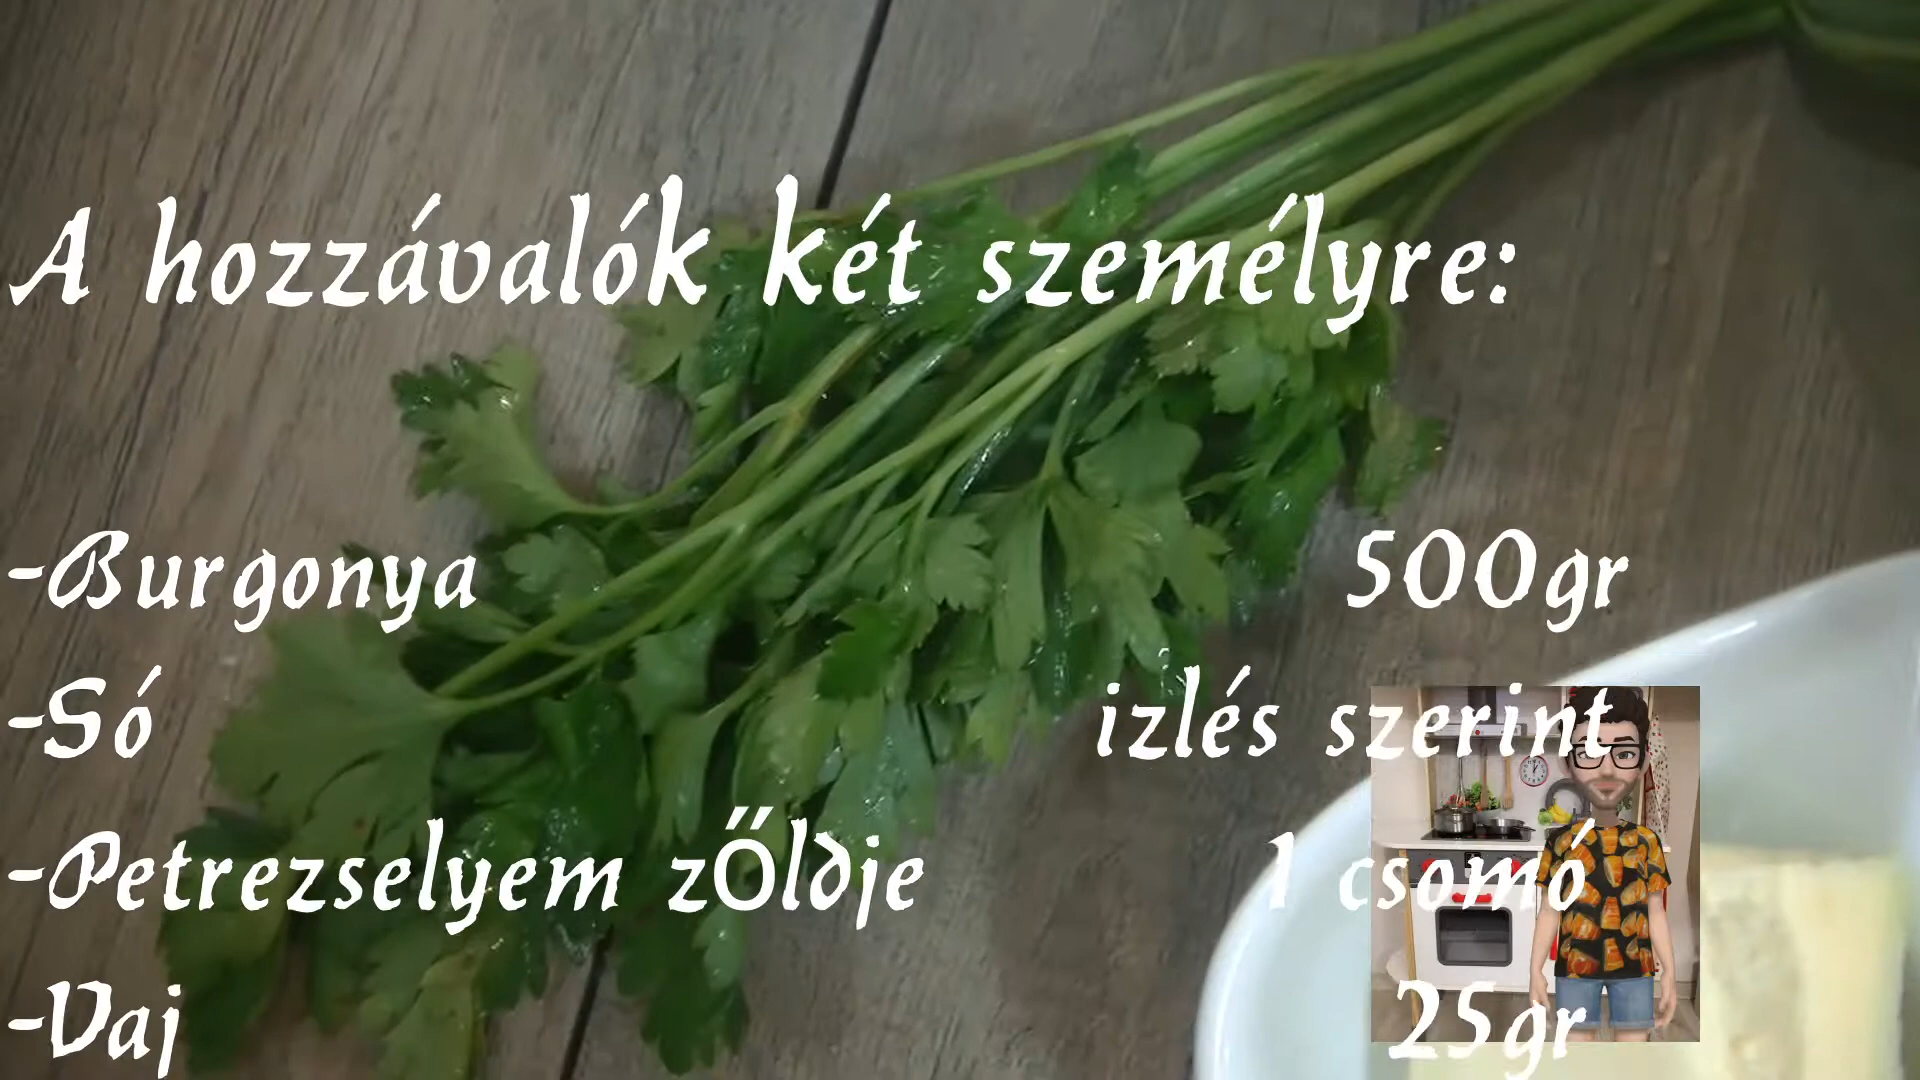 A hozzávalók két személyre:
-Burgonya 500gr
-Só izlés szerint
-Petrezselyem zőldje 1 csomó
-Vaj 25gr